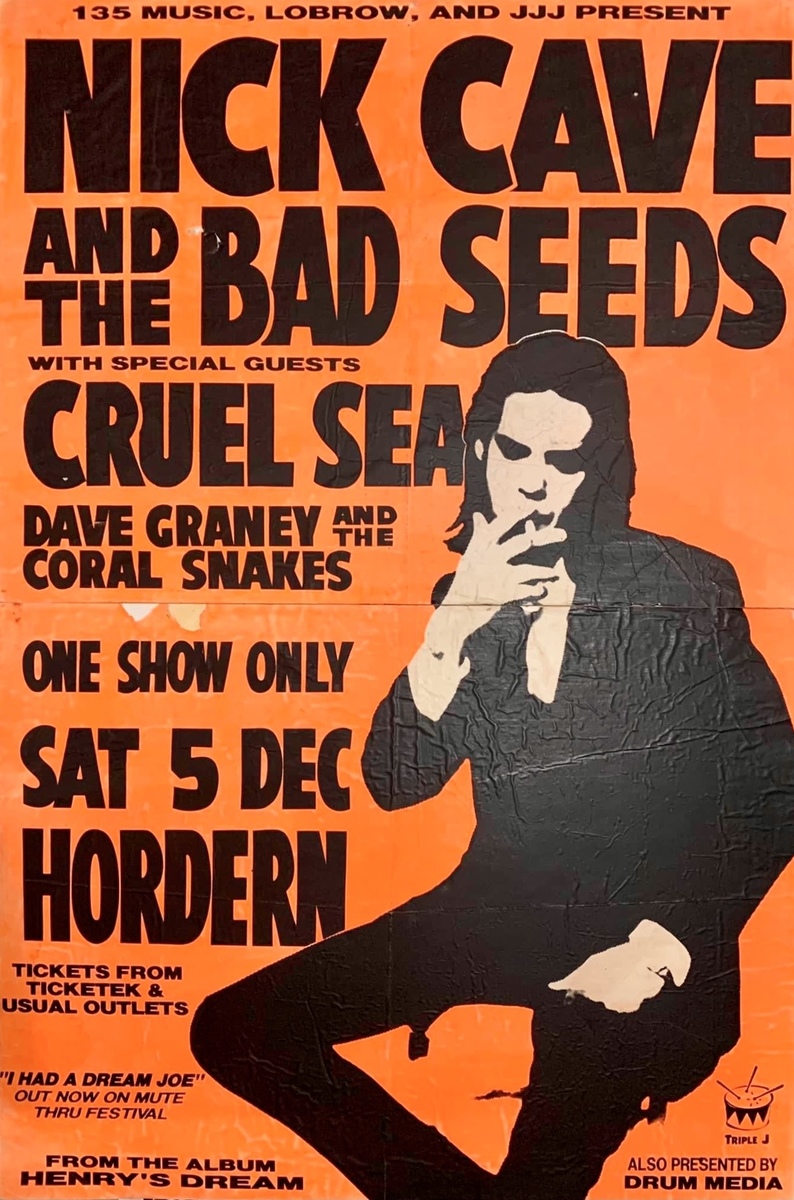 135 MUSIC, LOBROW, AND JJJ PRESENT
NICK CAVE
AND THE BAD SEEDS
WITH SPECIAL GUESTS
CRUEL SEA
DAVE GRANEY AND THE
CORAL SNAKES
ONE SHOW ONLY
SAT 5 DEC
HORDERN
TICKETS FROM
TICKETEK &
USUAL OUTLETS
"I HAD A DREAM JOE"
OUT NOW ON MUTE
THRU FESTIVAL
FROM THE ALBUM
HENRY'S DREAM
TRIPLE J
ALSO PRESENTED BY
DRUM MEDIA